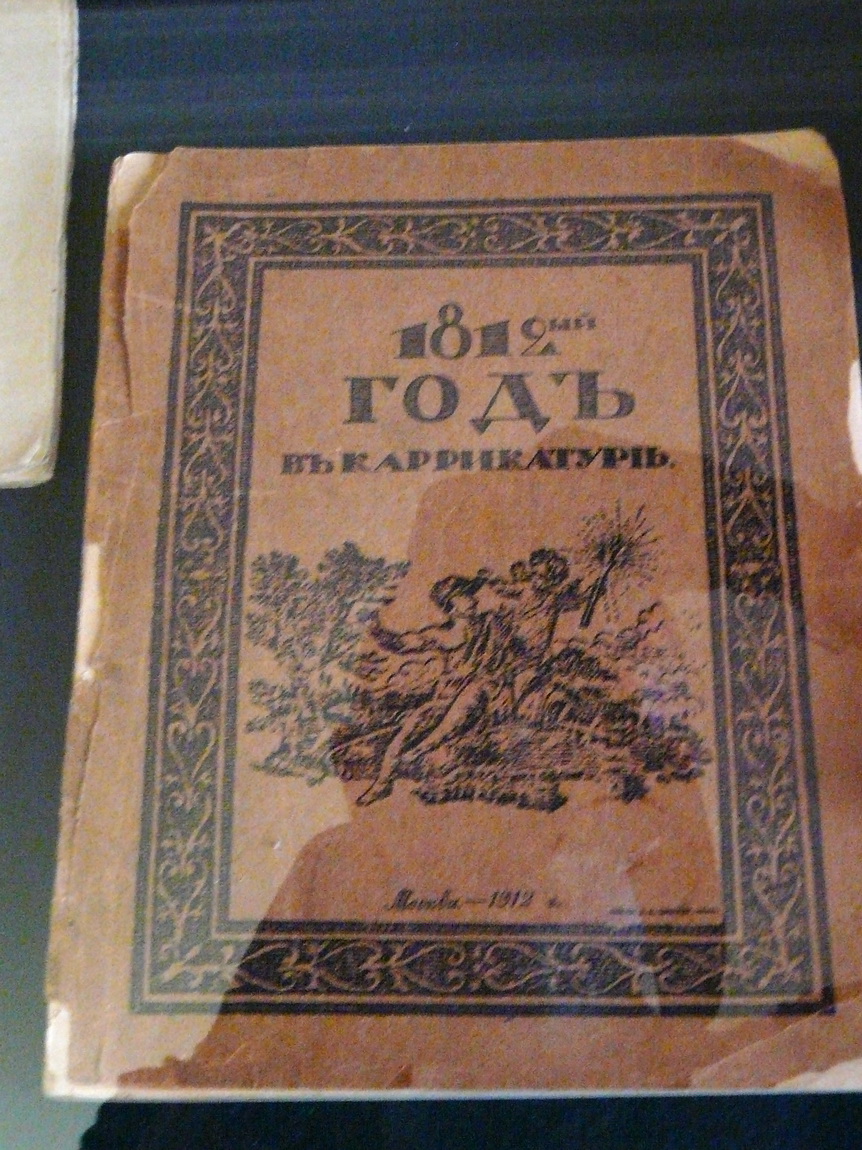 1812ый
ГОДЪ
ВЪ КАРРИКАТУРѢ.
Москва—1912 г.